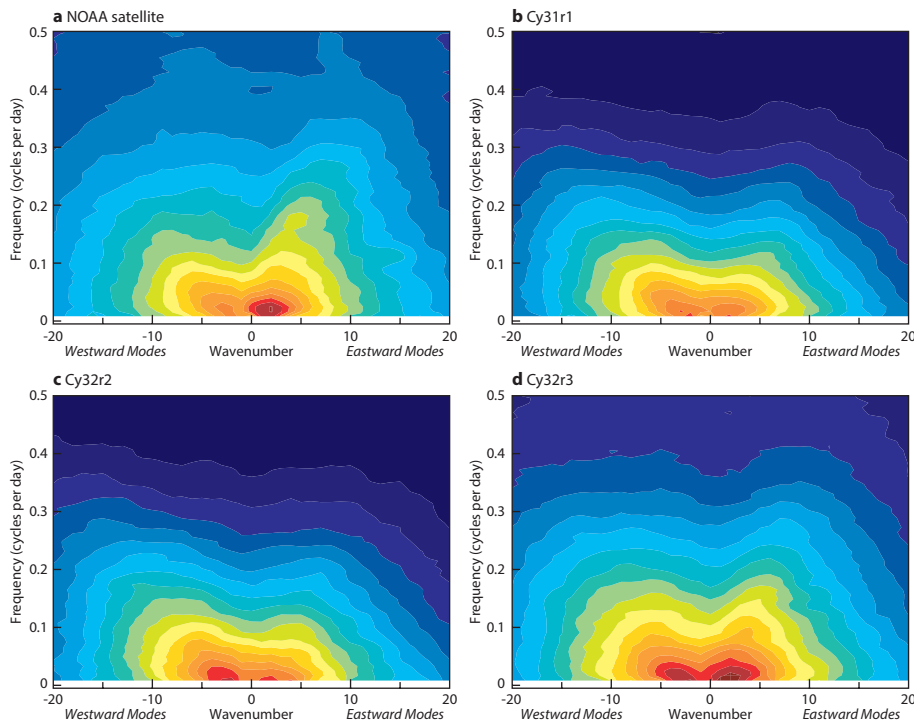 a NOAA satellite
b Cy31r1
0.5
0.4
0.3
0.2
0.1
0
Frequency (cycles per day)
-20
-10
0
10
20
Westward Modes
Wavenumber
Eastward Modes
0.5
0.4
0.3
0.2
0.1
0
Frequency (cycles per day)
-20
-10
0
10
20
Westward Modes
Wavenumber
Eastward Modes
c Cy32r2
d Cy32r3
0.5
0.4
0.3
0.2
0.1
0
Frequency (cycles per day)
-20
-10
0
10
20
Westward Modes
Wavenumber
Eastward Modes
0.5
0.4
0.3
0.2
0.1
0
Frequency (cycles per day)
-20
-10
0
10
20
Westward Modes
Wavenumber
Eastward Modes